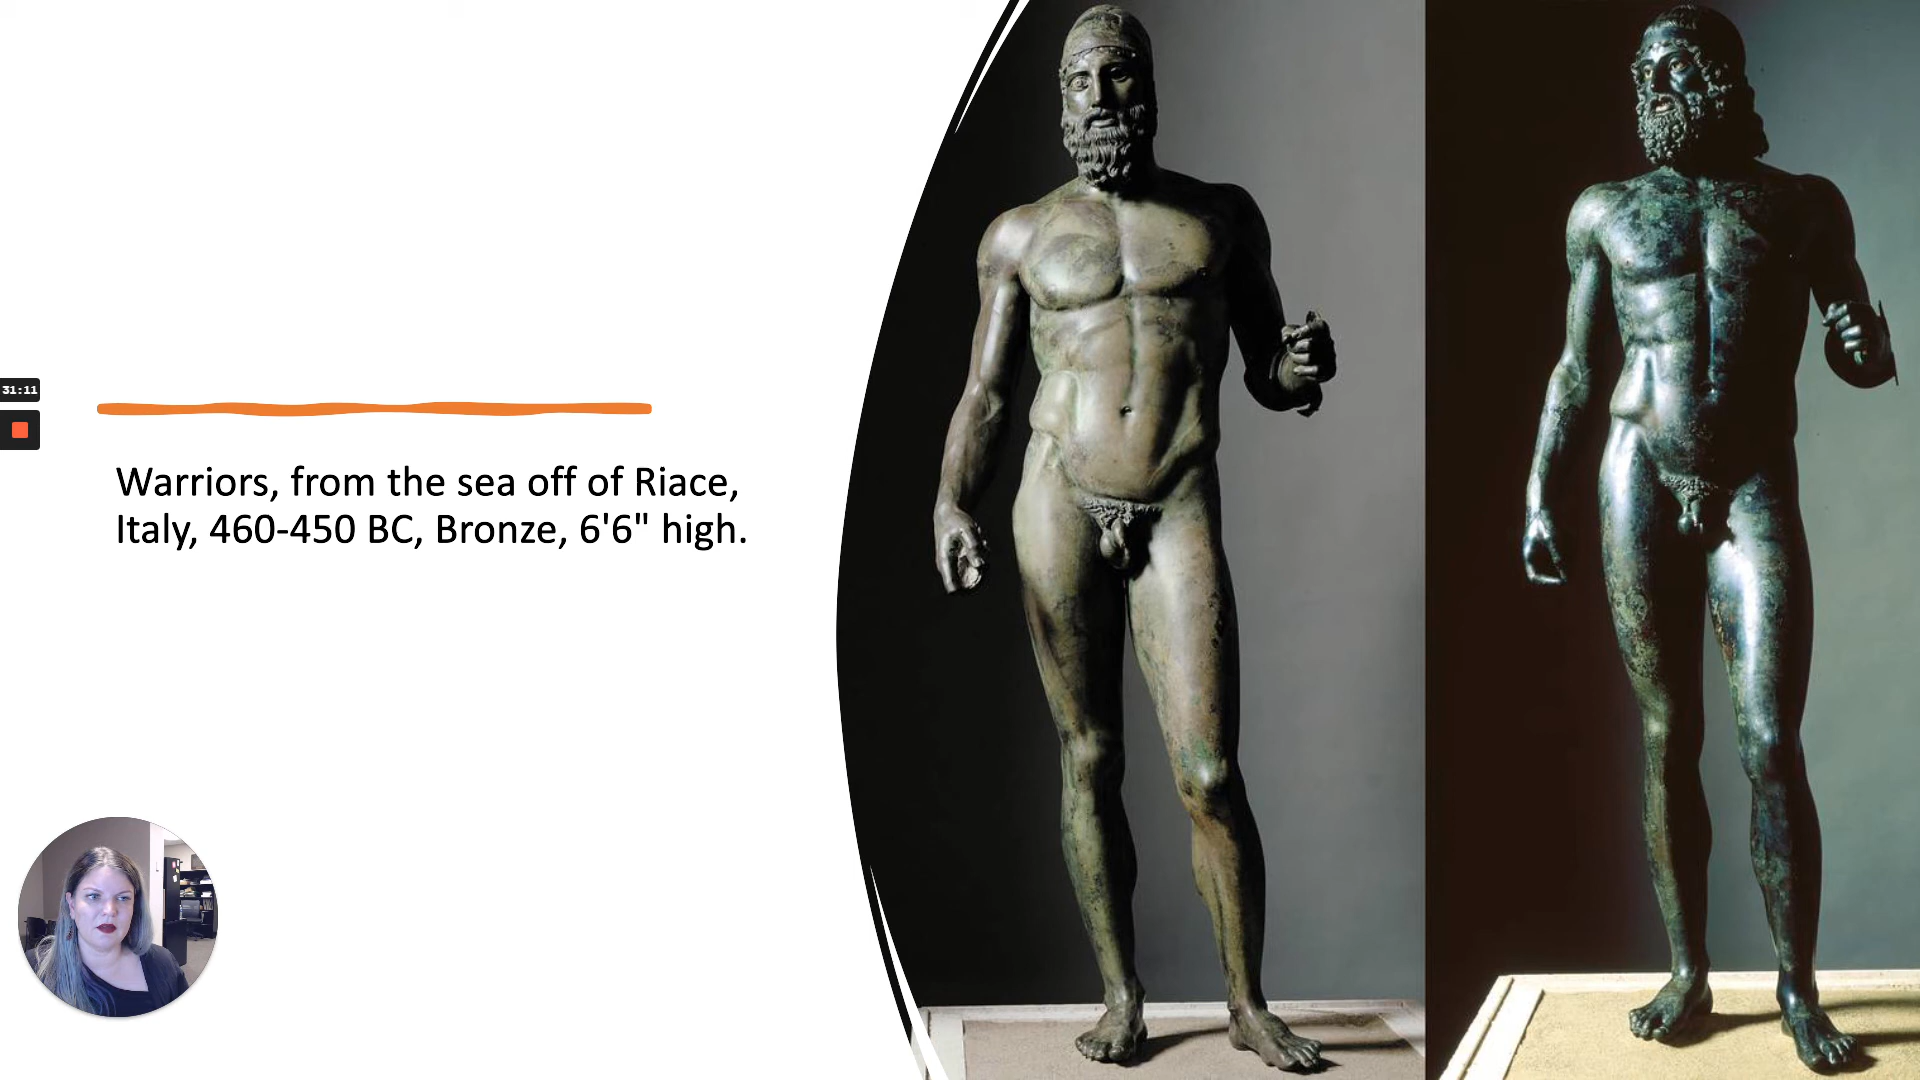 31:11
Warriors, from the sea off of Riace,
Italy, 460-450 BC, Bronze, 6'6" high.